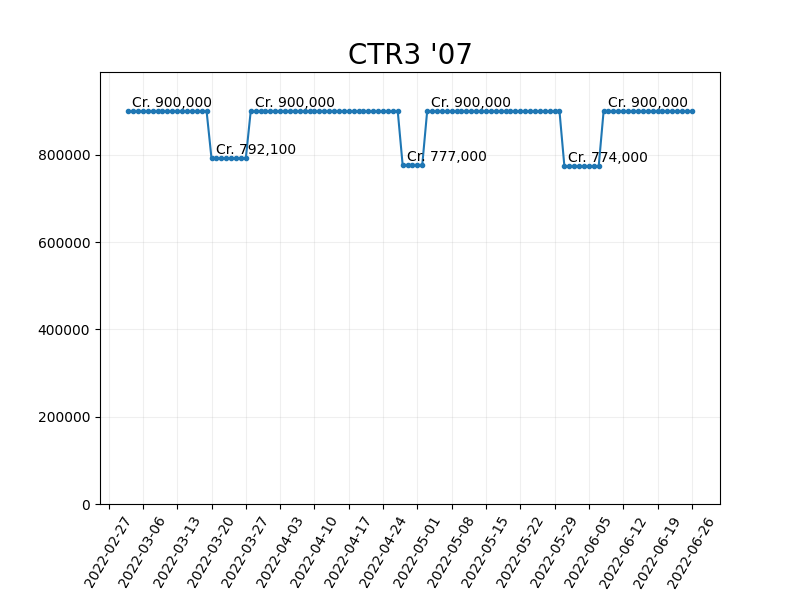 CTR3 '07
Cr. 900,000
Cr. 900,000
Cr. 900,000
Cr. 900,000
Cr. 792,100
Cr. 777,000
Cr. 774,000
800000
600000
400000
200000
0
2022-02-27
2022-03-06
2022-03-13
2022-03-20
2022-03-27
2022-04-03
2022-04-10
2022-04-17
2022-04-24
2022-05-01
2022-05-08
2022-05-15
2022-05-22
2022-05-29
2022-06-05
2022-06-12
2022-06-19
2022-06-26